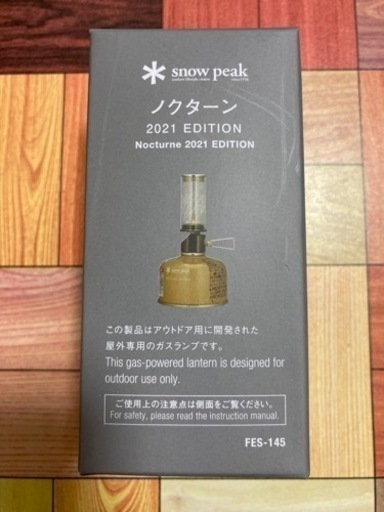 snow peak
ノクターン
2021 EDITION
Nocturne 2021 EDITION
snow peak
この製品はアウトドア用に開発された
屋外専用のガスランプです。
This gas-powered lantern is designed for
outdoor use only.
ご使用上の注意点は側面をご覧ください。
For safety, please read the instruction manual.
FES-145